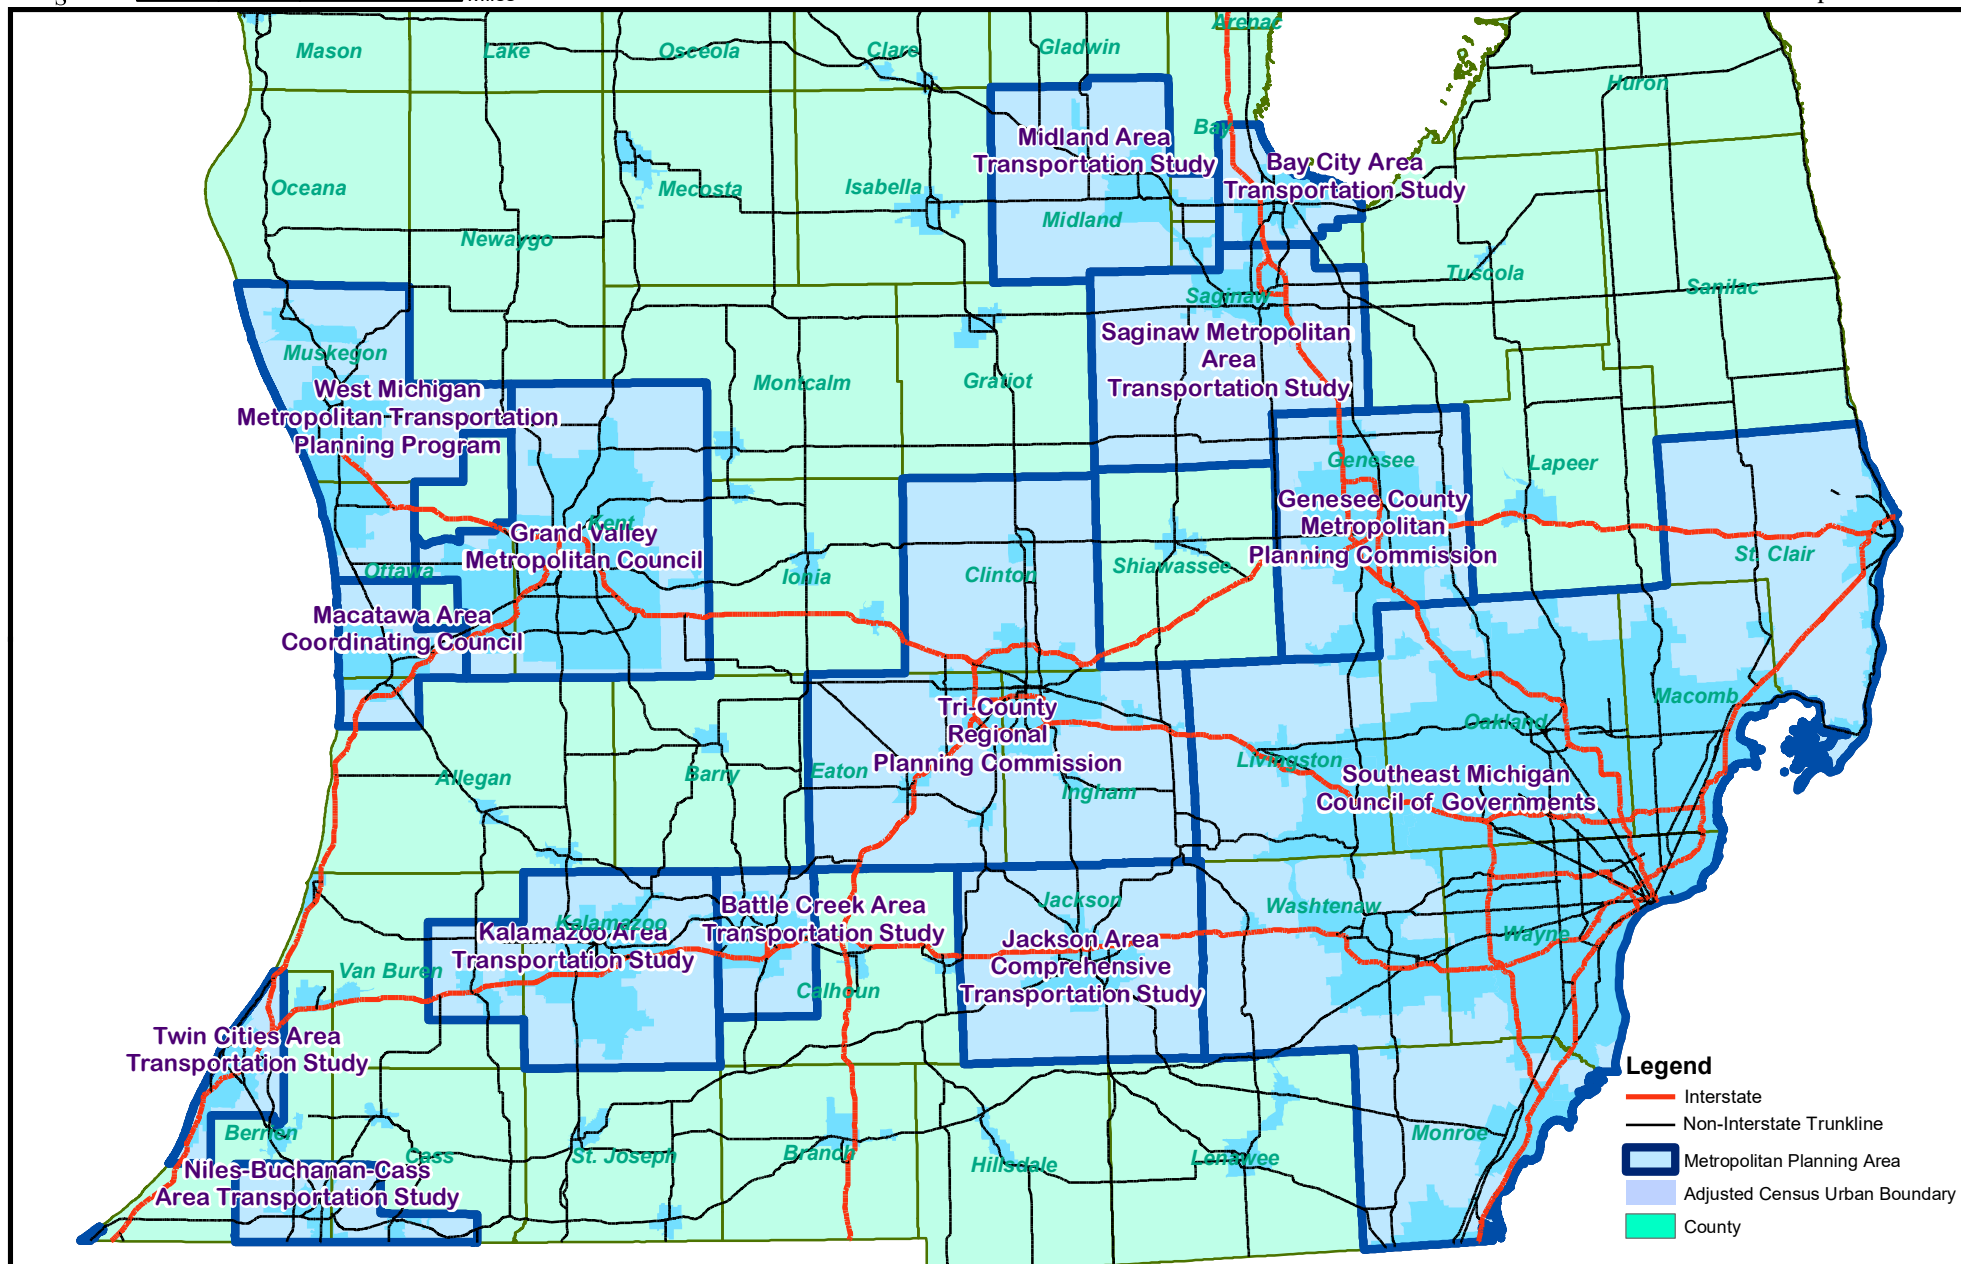 Miles
Arenac
Mason
Lake
Osceola
Clare
Gladwin
Huron
Midland Area
Transportation Study
Bay
Bay City Area
Transportation Study
Oceana
Mecosta
Isabella
Midland
Newaygo
Tuscola
Sanilac
Saginaw
Saginaw Metropolitan
Area
Transportation Study
Muskegon
West Michigan
Metropolitan Transportation
Planning Program
Montcalm
Gratiot
Genesee
Lapeer
Genesee County
Metropolitan
Planning Commission
Kent
Grand Valley
Metropolitan Council
Ottawa
Ionia
Clinton
Shiawassee
St. Clair
Macatawa Area
Coordinating Council
Macomb
Tri-County
Regional
Planning Commission
Oakland
Livingston
Allegan
Barry
Eaton
Ingham
Southeast Michigan
Council of Governments
Kalamazoo
Kalamazoo Area
Transportation Study
Battle Creek Area
Transportation Study
Jackson
Jackson Area
Comprehensive
Transportation Study
Washtenaw
Wayne
Van Buren
Calhoun
Twin Cities Area
Transportation Study
Berrien
Cass
St. Joseph
Branch
Hillsdale
Lenawee
Monroe
Niles-Buchanan-Cass
Area Transportation Study
Legend
Interstate
Non-Interstate Trunkline
Metropolitan Planning Area
Adjusted Census Urban Boundary
County